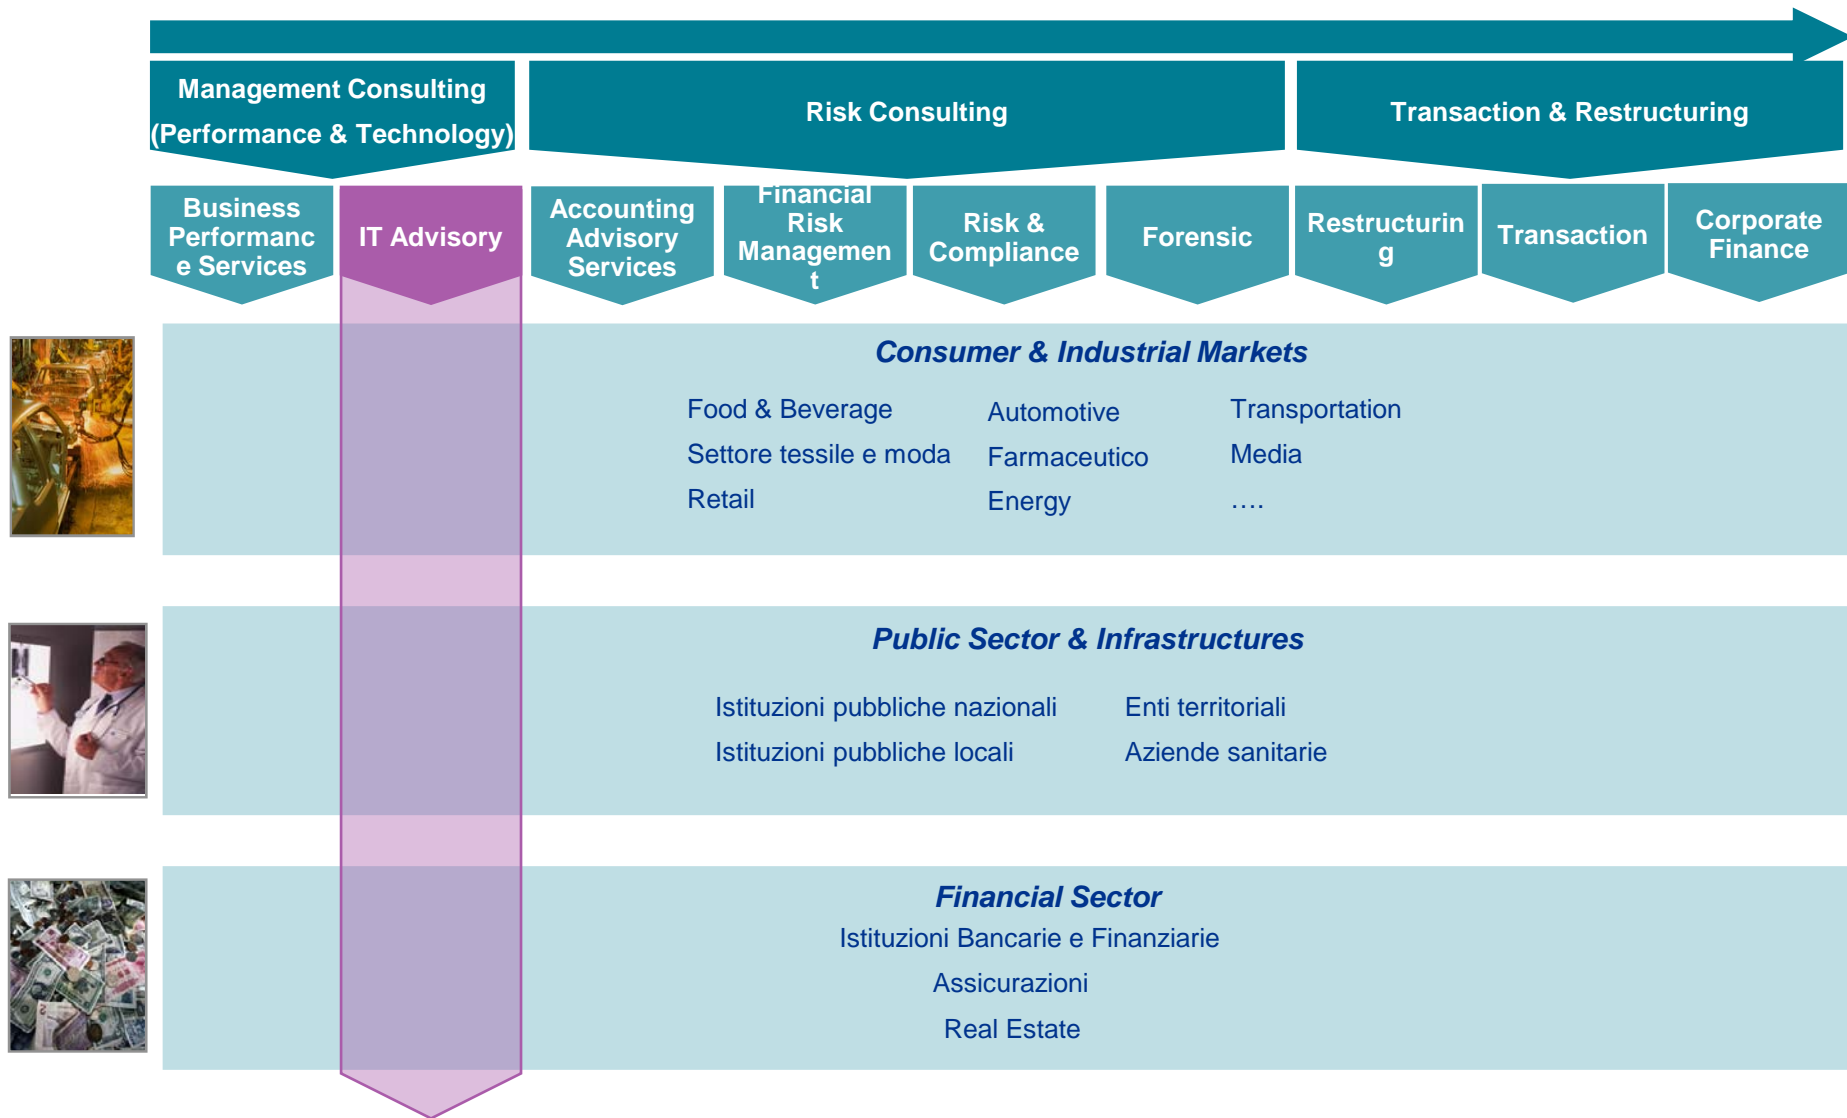 Management Consulting
(Performance & Technology)
Risk Consulting
Transaction & Restructuring
Business
Performanc
e Services
IT Advisory
Accounting
Advisory
Services
Financial
Risk
Managemen
t
Risk &
Compliance
Forensic
Restructurin
g
Transaction
Corporate
Finance
Consumer & Industrial Markets
Food & Beverage
Settore tessile e moda
Retail
Automotive
Farmaceutico
Energy
Transportation
Media
….
Public Sector & Infrastructures
Istituzioni pubbliche nazionali
Istituzioni pubbliche locali
Enti territoriali
Aziende sanitarie
Financial Sector
Istituzioni Bancarie e Finanziarie
Assicurazioni
Real Estate